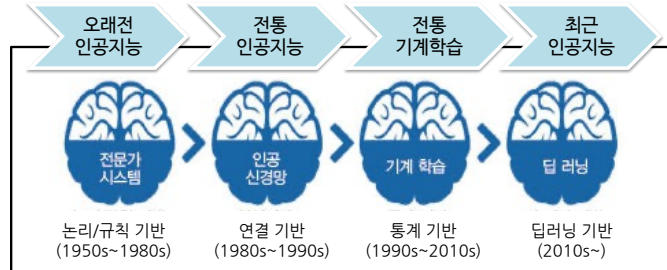 오래전
인공지능
전통
인공지능
전통
기계학습
최근
인공지능
전문가
시스템
인공
신경망
기계 학습
딥 러닝
논리/규칙 기반
(1950s~1980s)
연결 기반
(1980s~1990s)
통계 기반
(1990s~2010s)
딥러닝 기반
(2010s~)